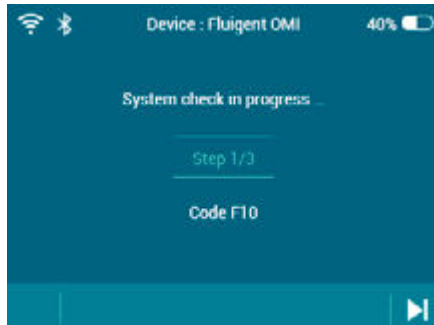 Device : Fluigent OMI 40%
System check in progress ...
Step 1/3
Code F10